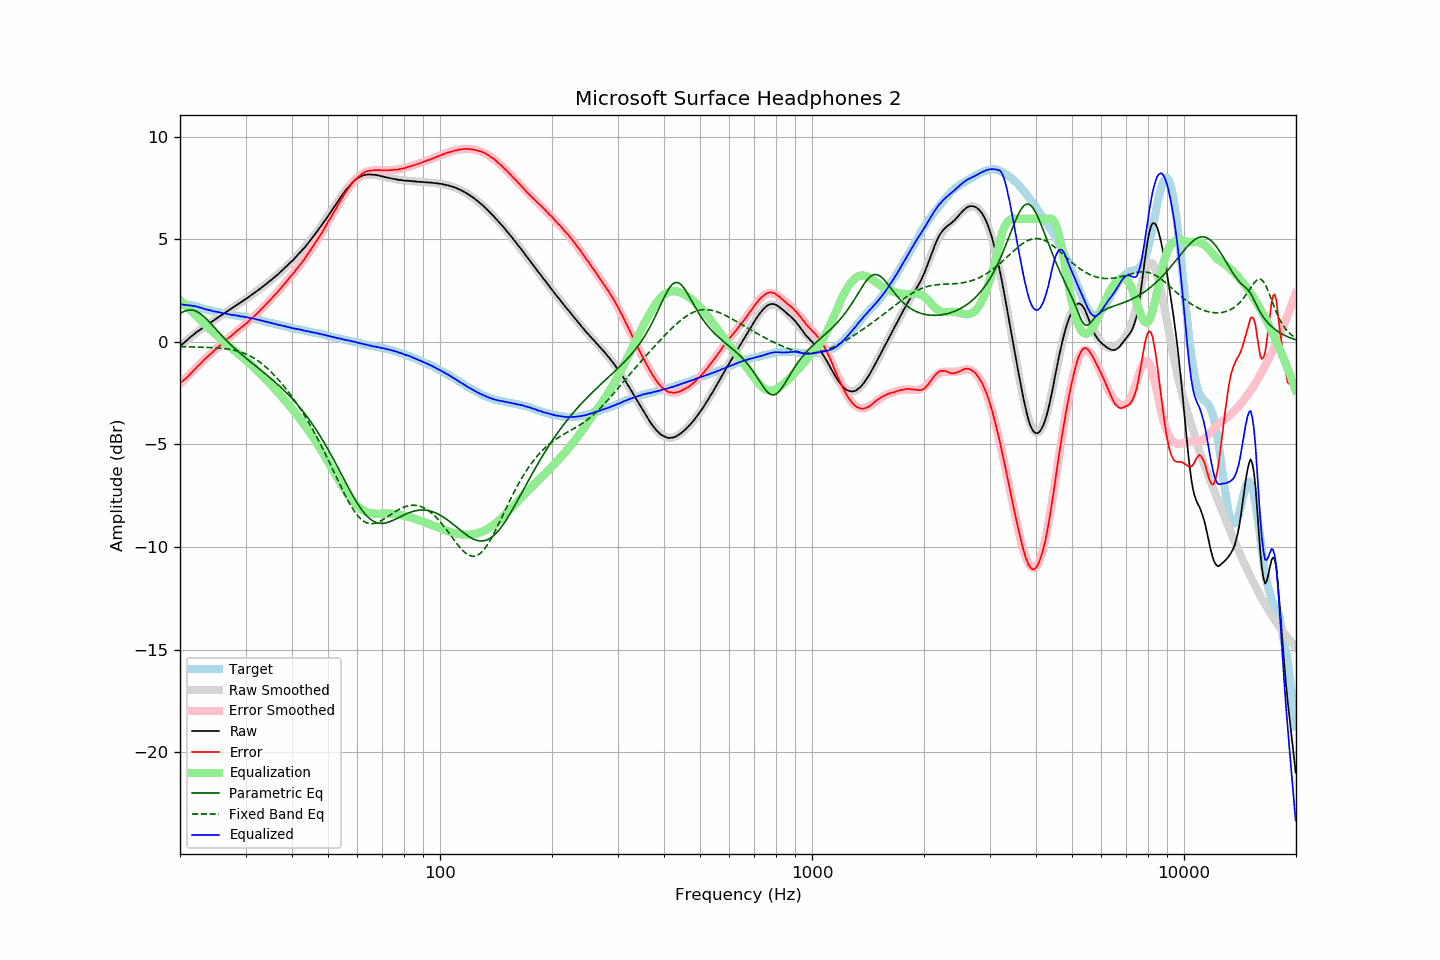 Microsoft Surface Headphones 2
10
5
0
−5
−10
−15
−20
Amplitude (dBr)
Target
Raw Smoothed
Error Smoothed
Raw
Error
Equalization
Parametric Eq
Fixed Band Eq
Equalized
100 1000 10000
Frequency (Hz)